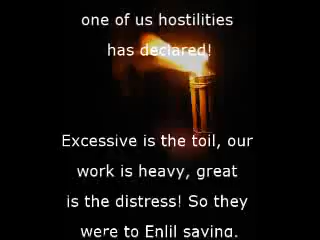 one of us hostilities
has declared!
Excessive is the toil, our
work is heavy, great
is the distress! So they
were to Enlil saying.